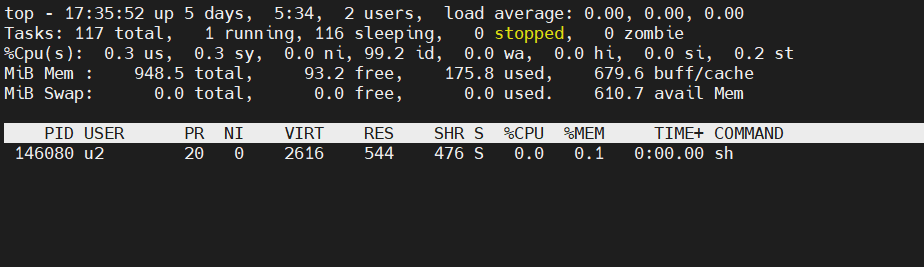 top - 17:35:52 up 5 days,  5:34,  2 users,  load average: 0.00, 0.00, 0.00
Tasks: 117 total,   1 running, 116 sleeping,   0 stopped,   0 zombie
%Cpu(s):  0.3 us,  0.3 sy,  0.0 ni, 99.2 id,  0.0 wa,  0.0 hi,  0.0 si,  0.2 st
MiB Mem :    948.5 total,     93.2 free,    175.8 used,    679.6 buff/cache
MiB Swap:      0.0 total,      0.0 free,      0.0 used.    610.7 avail Mem
PID USER      PR  NI    VIRT    RES    SHR S  %CPU  %MEM     TIME+ COMMAND
146080 u2        20   0    2616    544    476 S   0.0   0.1   0:00.00 sh